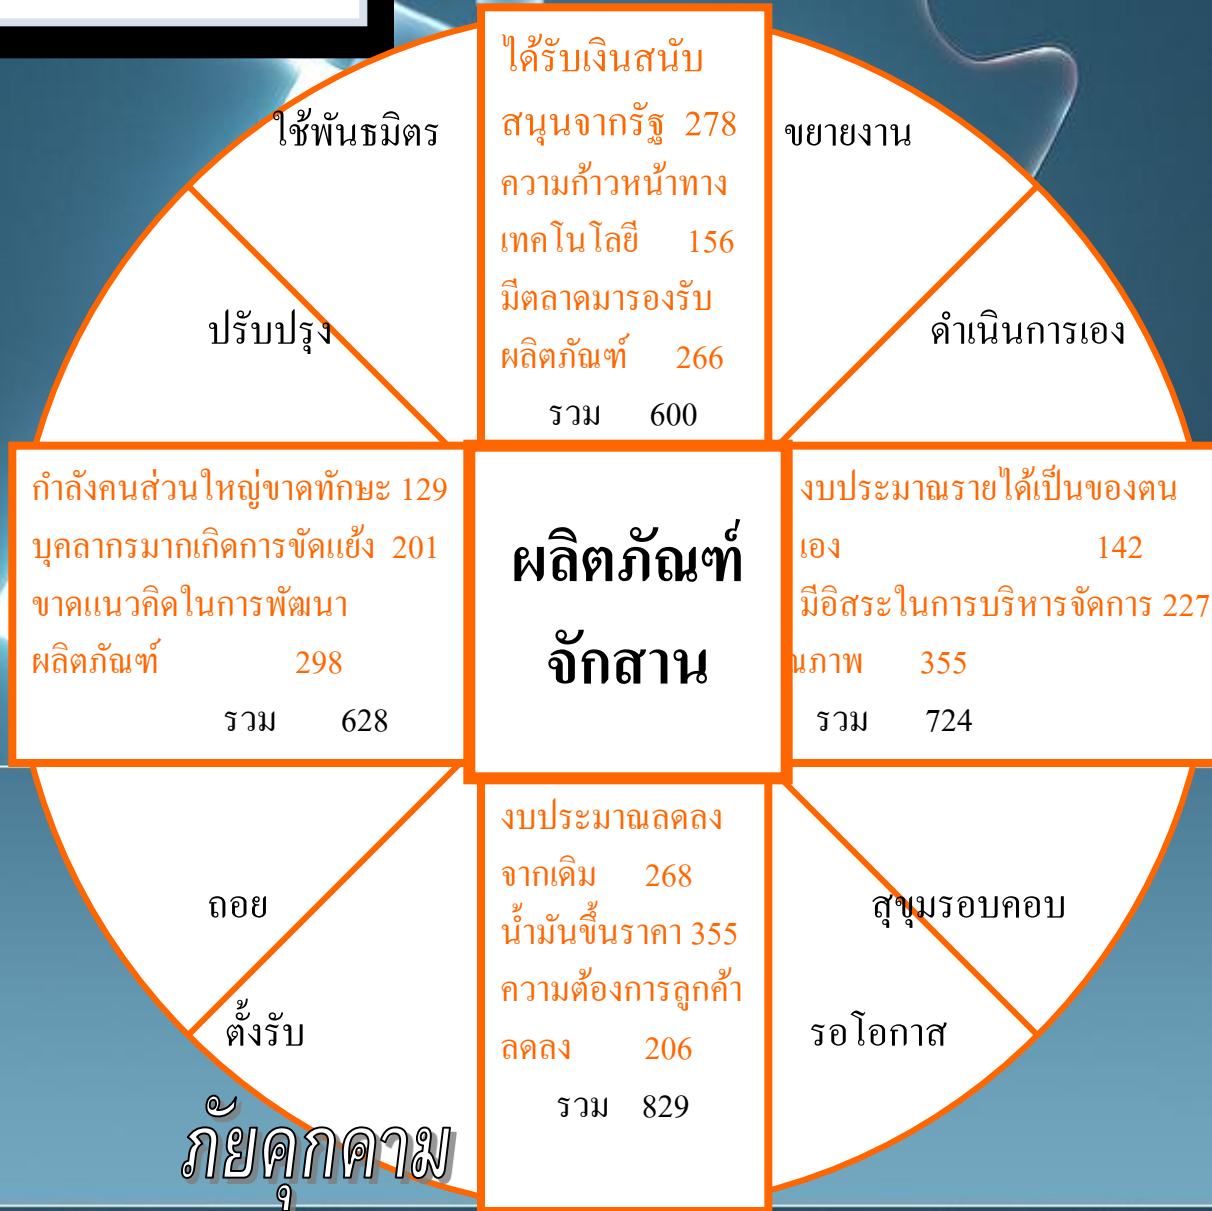 ได้รับเงินสนับ
สนุนจากรัฐ 278
ความก้าวหน้าทาง
เทคโนโลยี 156
มีตลาดมารองรับ
ผลิตภัณฑ์ 266
รวม 600
ใช้พันธมิตร
ขยายงาน
ปรับปรุง
ดำเนินการเอง
กำลังคนส่วนใหญ่ขาดทักษะ 129
บุคลากรมากเกิดการขัดแย้ง 201
ขาดแนวคิดในการพัฒนา
ผลิตภัณฑ์ 298
รวม 628
ผลิตภัณฑ์
จักสาน
งบประมาณรายได้เป็นของตน
เอง 142
มีอิสระในการบริหารจัดการ 227
ณภาพ 355
รวม 724
งบประมาณลดลง
จากเดิม 268
น้ำมันขึ้นราคา 355
ความต้องการลูกค้า
ลดลง 206
รวม 829
ถอย
สุขุมรอบคอบ
ตั้งรับ
รอโอกาส
ภัยคุกคาม